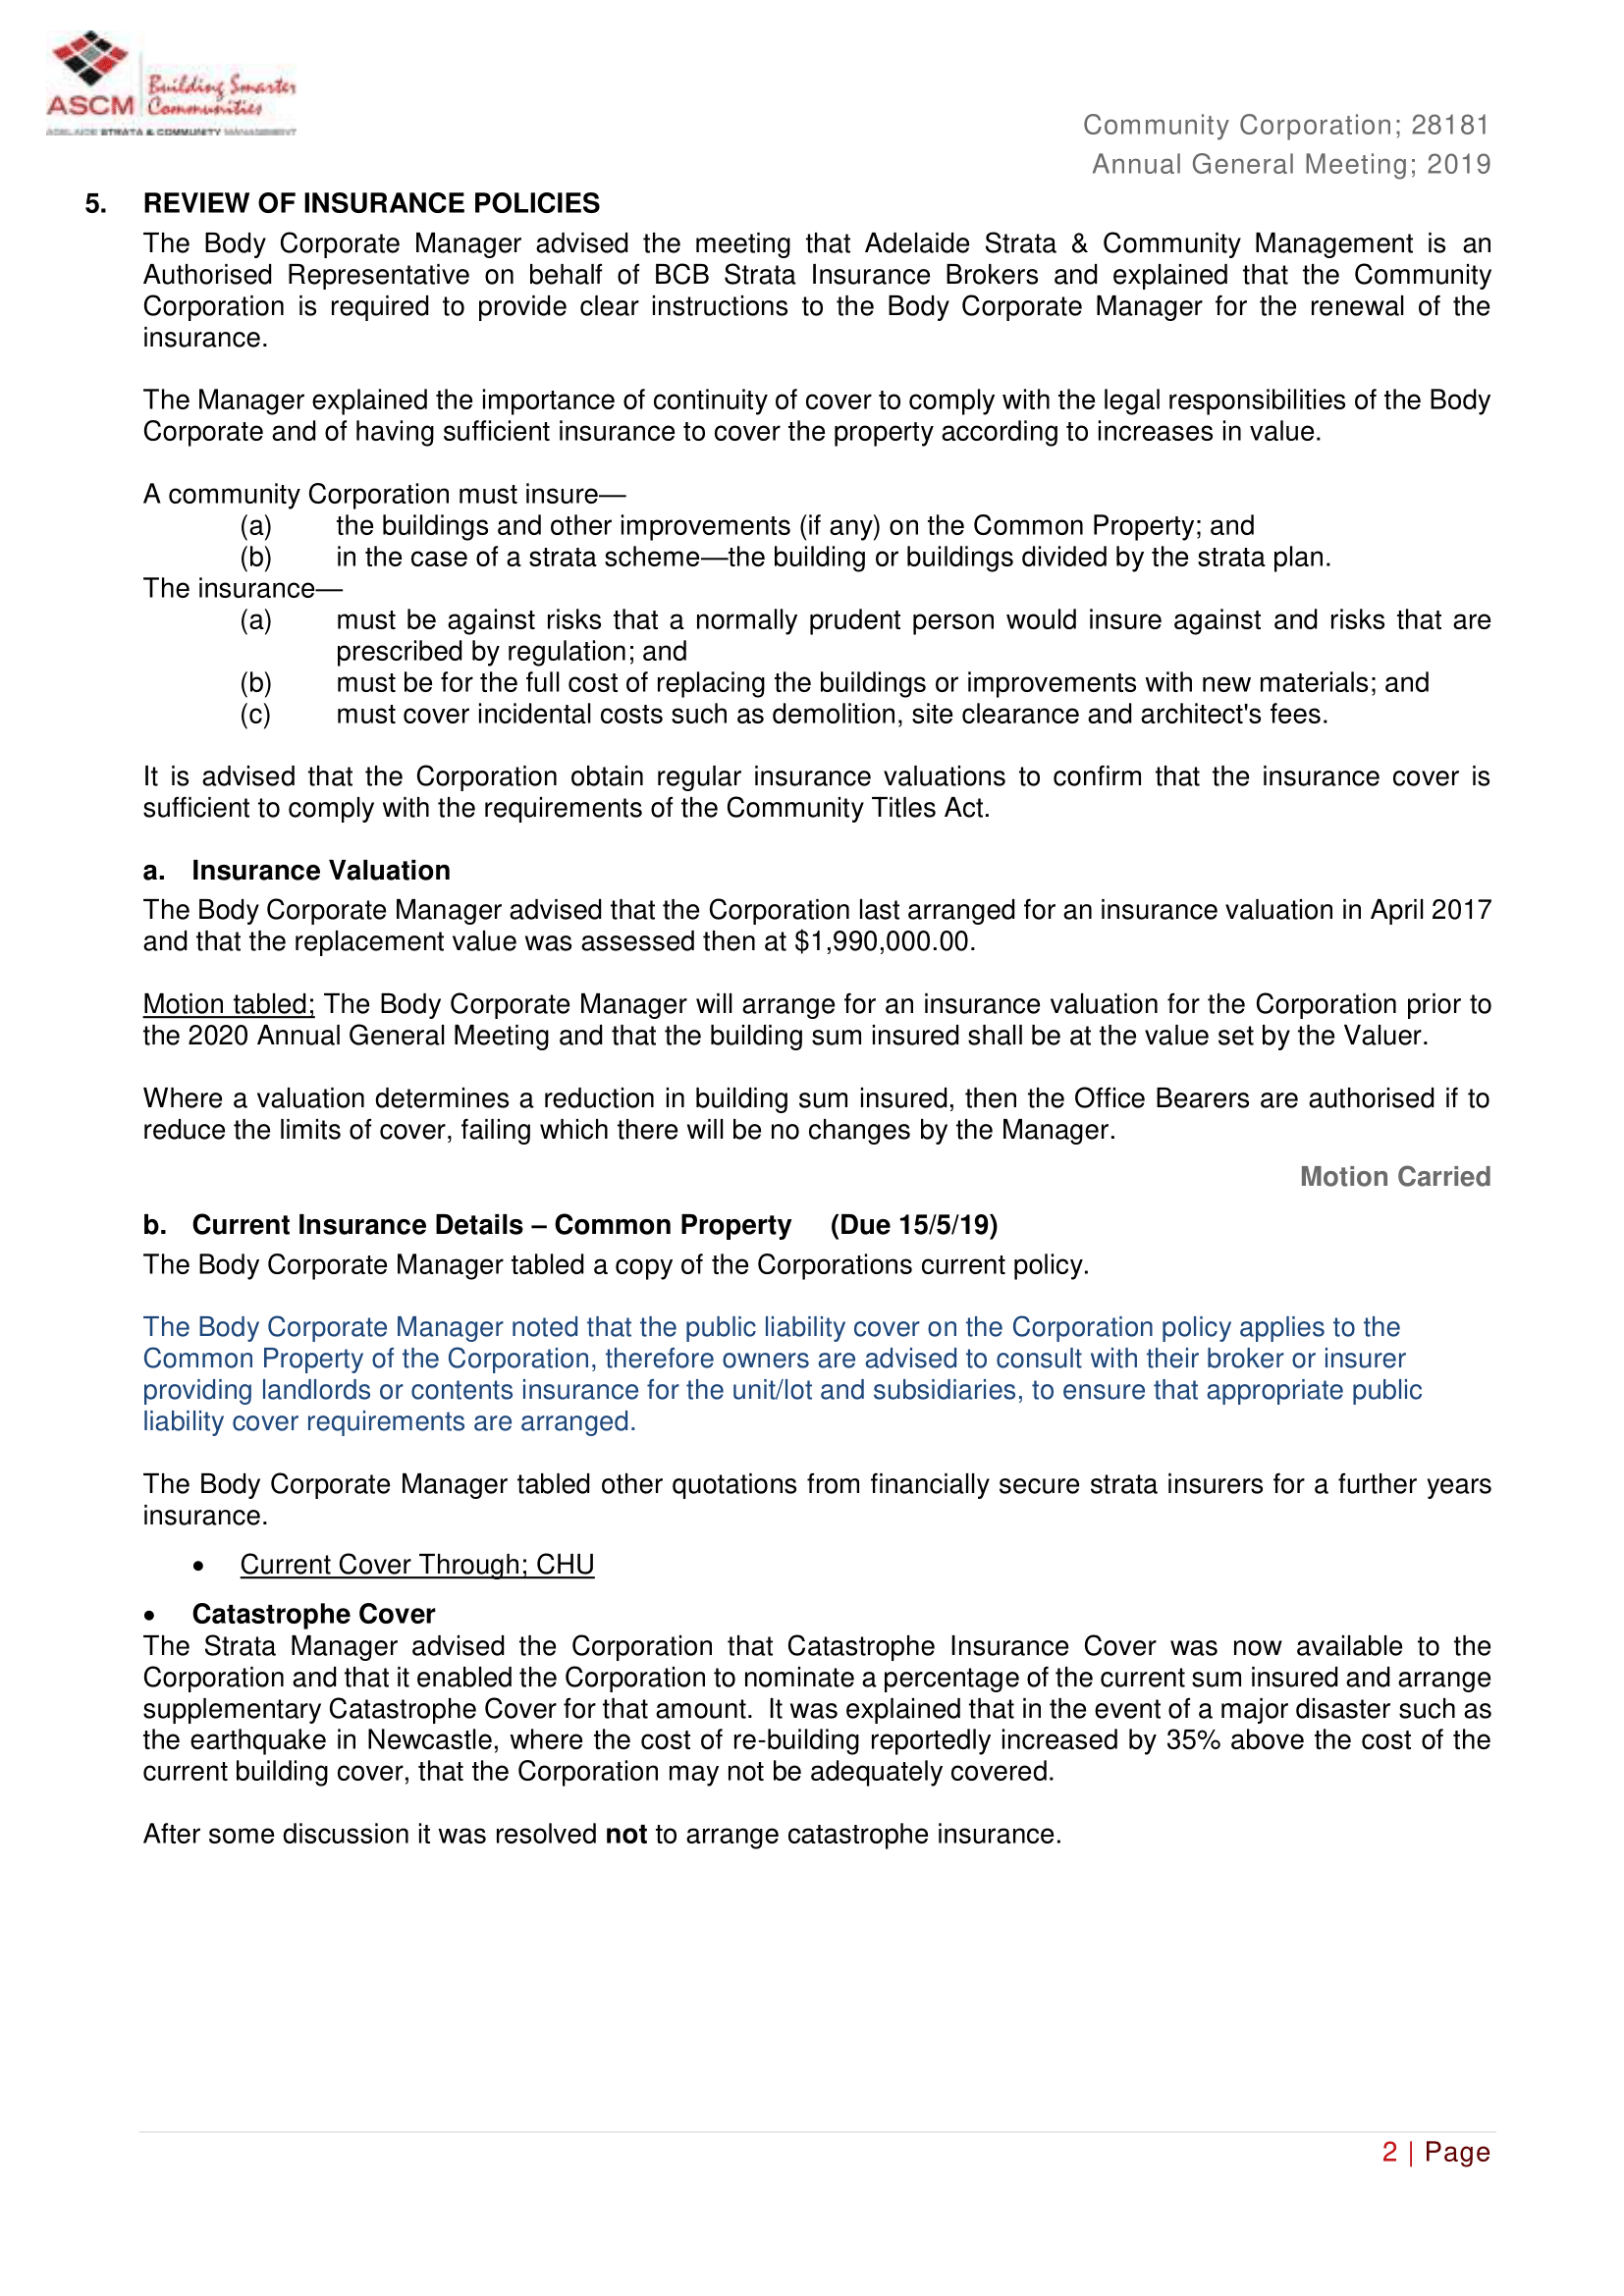 Building Smarter
Communities
ASCM
ADELAIDE STRATA & COMMUNITY MANAGEMENT
Community Corporation; 28181
Annual General Meeting; 2019
5. REVIEW OF INSURANCE POLICIES
The Body Corporate Manager advised the meeting that Adelaide Strata & Community Management is an
Authorised Representative on behalf of BCB Strata Insurance Brokers and explained that the Community
Corporation is required to provide clear instructions to the Body Corporate Manager for the renewal of the
insurance.
The Manager explained the importance of continuity of cover to comply with the legal responsibilities of the Body
Corporate and of having sufficient insurance to cover the property according to increases in value.
A community Corporation must insure—
(a) the buildings and other improvements (if any) on the Common Property; and
(b) in the case of a strata scheme—the building or buildings divided by the strata plan.
The insurance—
(a) must be against risks that a normally prudent person would insure against and risks that are
prescribed by regulation; and
(b) must be for the full cost of replacing the buildings or improvements with new materials; and
(c) must cover incidental costs such as demolition, site clearance and architect's fees.
It is advised that the Corporation obtain regular insurance valuations to confirm that the insurance cover is
sufficient to comply with the requirements of the Community Titles Act.
a. Insurance Valuation
The Body Corporate Manager advised that the Corporation last arranged for an insurance valuation in April 2017
and that the replacement value was assessed then at $1,990,000.00.
Motion tabled; The Body Corporate Manager will arrange for an insurance valuation for the Corporation prior to
the 2020 Annual General Meeting and that the building sum insured shall be at the value set by the Valuer.
Where a valuation determines a reduction in building sum insured, then the Office Bearers are authorised if to
reduce the limits of cover, failing which there will be no changes by the Manager.
Motion Carried
b. Current Insurance Details – Common Property (Due 15/5/19)
The Body Corporate Manager tabled a copy of the Corporations current policy.
The Body Corporate Manager noted that the public liability cover on the Corporation policy applies to the
Common Property of the Corporation, therefore owners are advised to consult with their broker or insurer
providing landlords or contents insurance for the unit/lot and subsidiaries, to ensure that appropriate public
liability cover requirements are arranged.
The Body Corporate Manager tabled other quotations from financially secure strata insurers for a further years
insurance.
• Current Cover Through; CHU
• Catastrophe Cover
The Strata Manager advised the Corporation that Catastrophe Insurance Cover was now available to the
Corporation and that it enabled the Corporation to nominate a percentage of the current sum insured and arrange
supplementary Catastrophe Cover for that amount. It was explained that in the event of a major disaster such as
the earthquake in Newcastle, where the cost of re-building reportedly increased by 35% above the cost of the
current building cover, that the Corporation may not be adequately covered.
After some discussion it was resolved not to arrange catastrophe insurance.
2 | Page